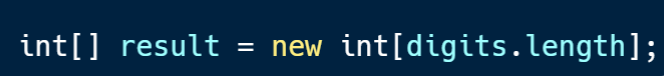 int[] result = new int[digits.length];